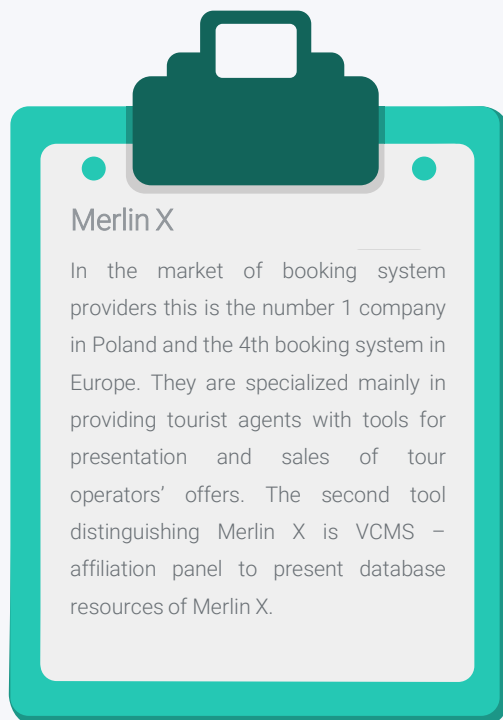 Merlin X
In the market of booking system
providers this is the number 1 company
in Poland and the 4th booking system in
Europe. They are specialized mainly in
providing tourist agents with tools for
presentation and sales of tour
operators’ offers. The second tool
distinguishing Merlin X is VCMS –
affiliation panel to present database
resources of Merlin X.